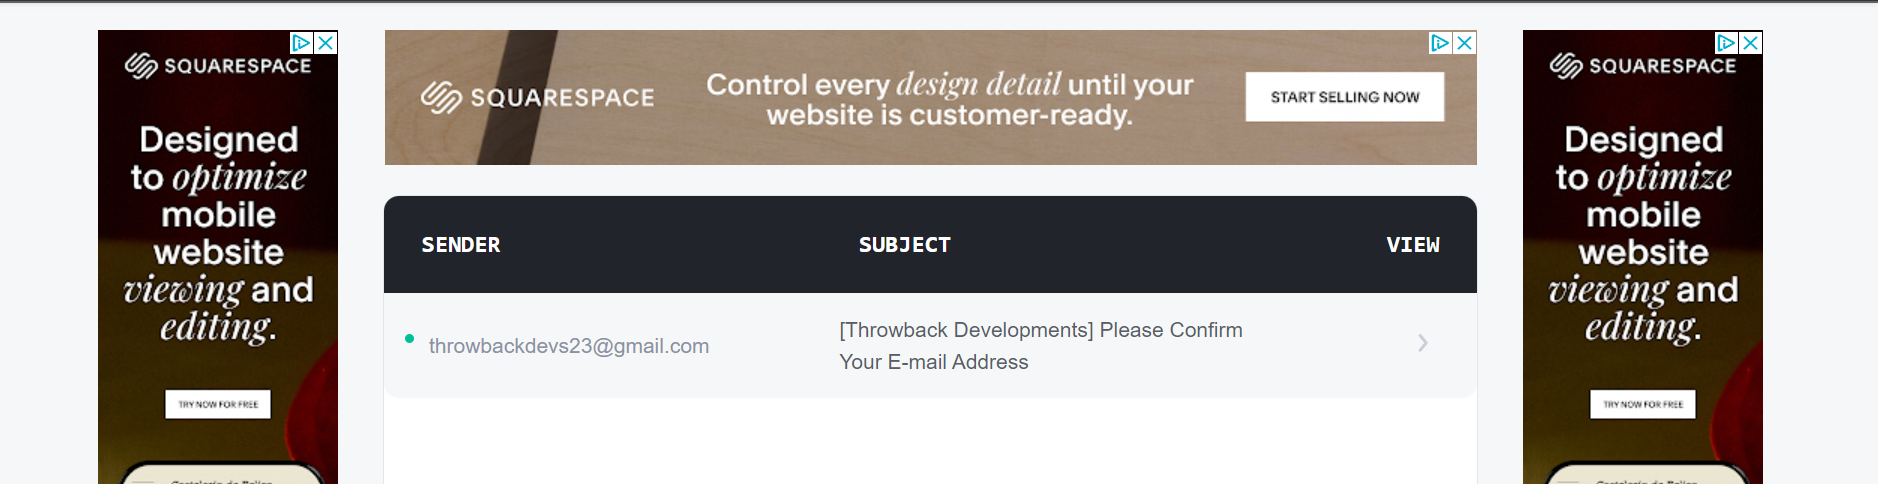 SQUARESPACE
Designed
to optimize
mobile
website
viewing and
editing.
TRY NOW FOR FREE
SQUARESPACE
Control every design detail until your
website is customer-ready.
START SELLING NOW
SENDER SUBJECT VIEW
throwbackdevs23@gmail.com
[Throwback Developments] Please Confirm
Your E-mail Address
SQUARESPACE
Designed
to optimize
mobile
website
viewing and
editing.
TRY NOW FOR FREE